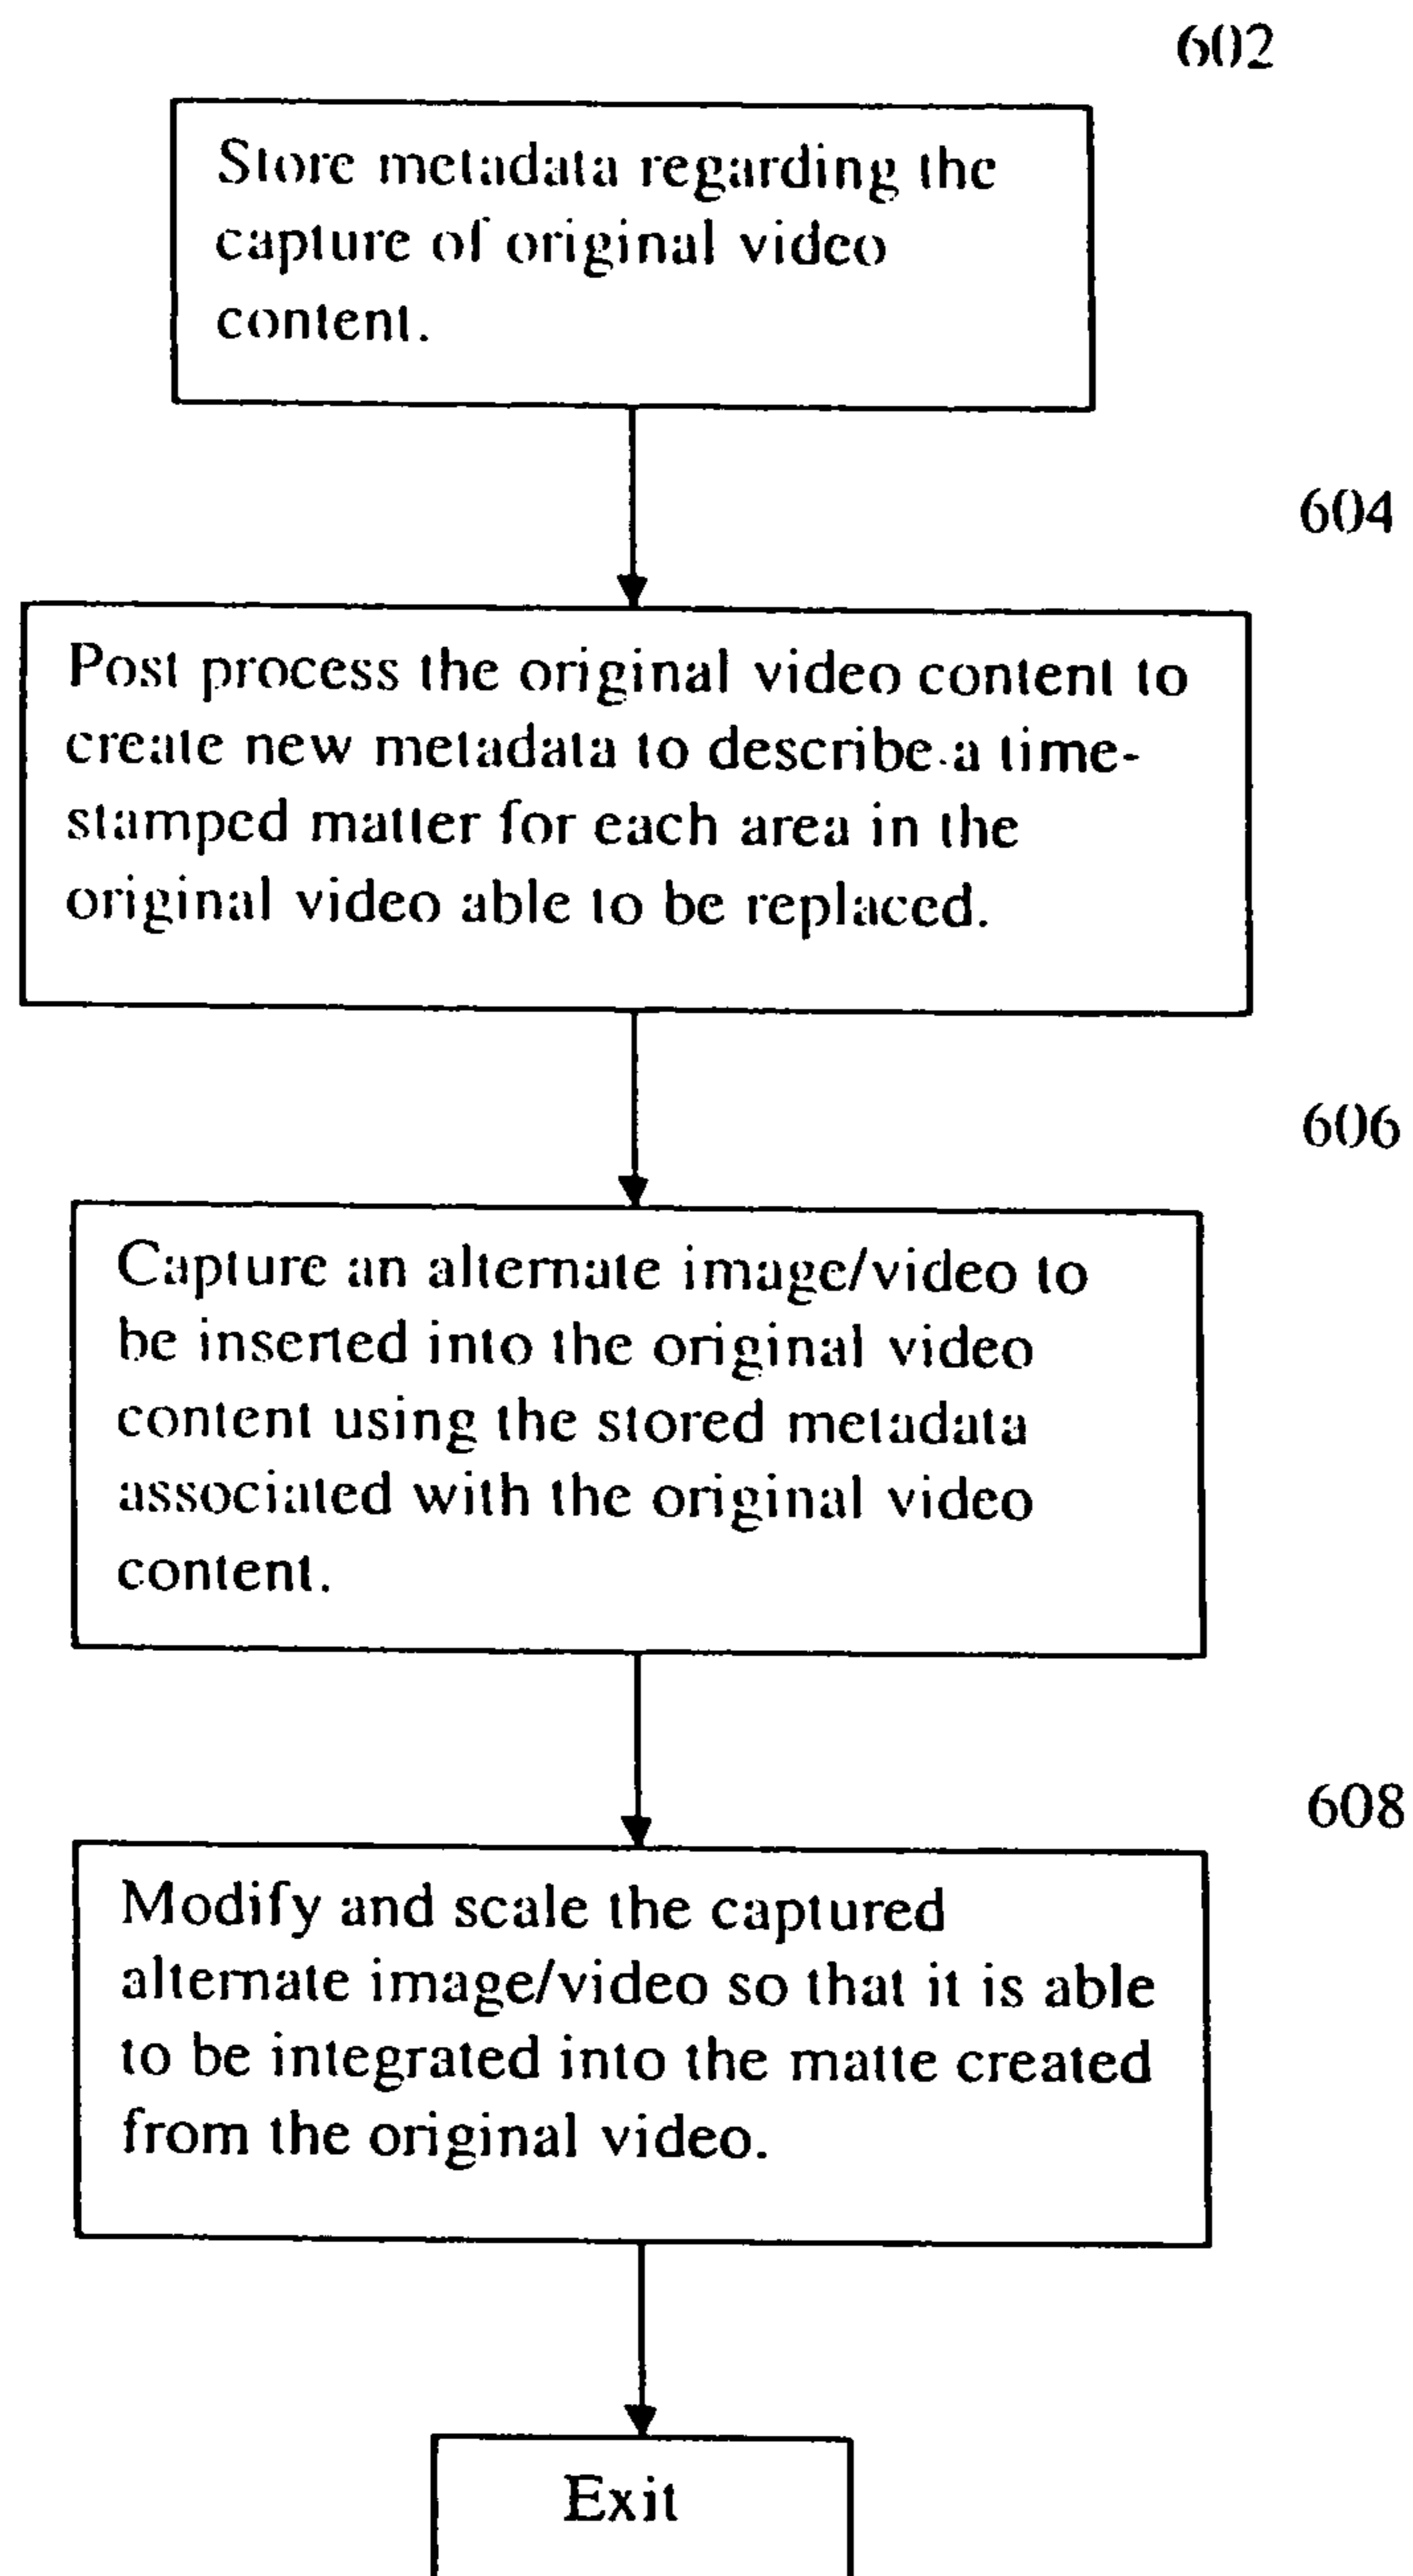 602
Store metadata regarding the
capture of original video
content.
604
Post process the original video content to
create new metadata to describe a time-
stamped matter for each area in the
original video able to be replaced.
606
Capture an alternate image/video to
be inserted into the original video
content using the stored metadata
associated with the original video
content.
608
Modify and scale the captured
alternate image/video so that it is able
to be integrated into the matte created
from the original video.
Exit